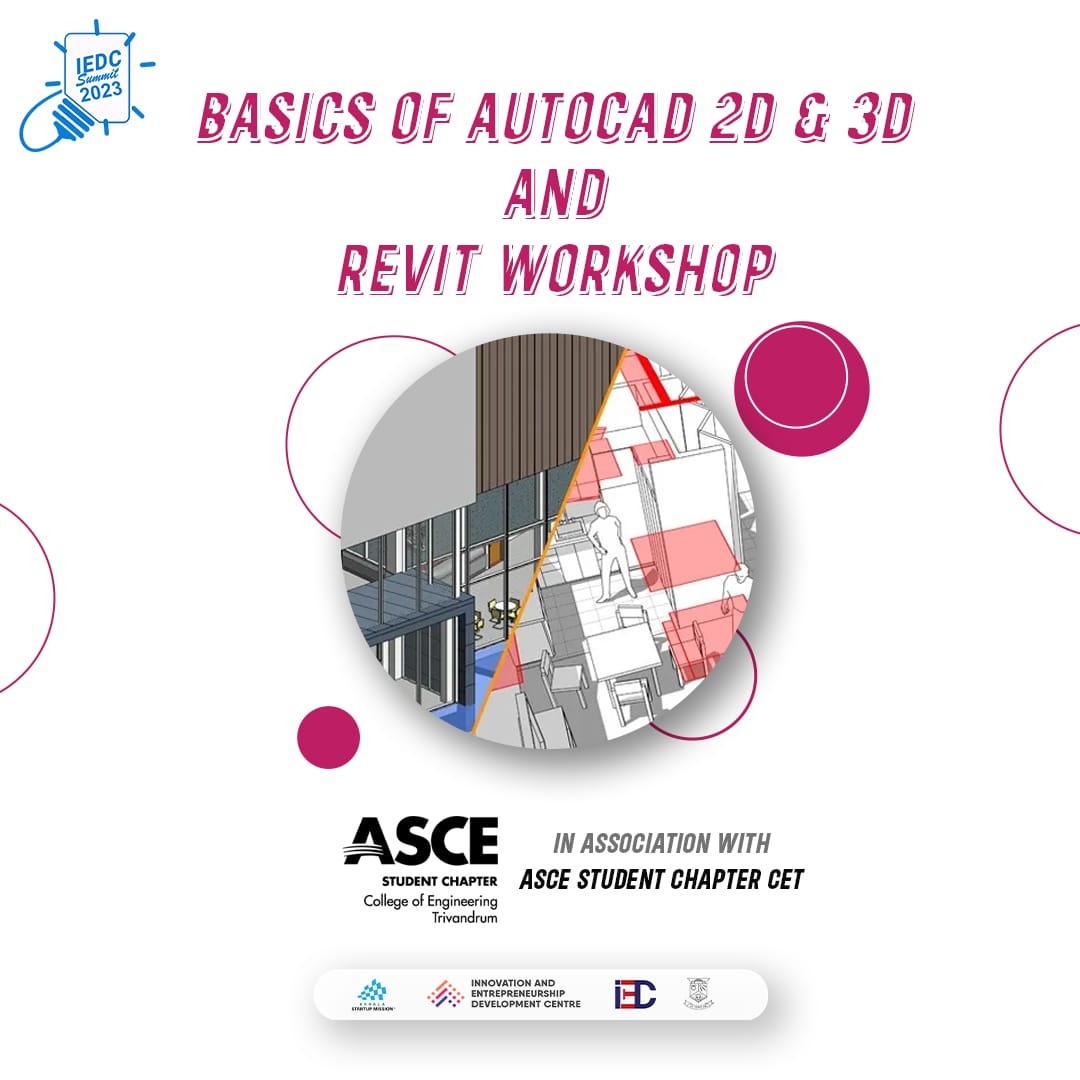 IEDC
Summit
2023
BASICS OF AUTOCAD 2D & 3D
AND
REVIT WORKSHOP
ASCE
STUDENT CHAPTER
College of Engineering
Trivandrum
IN ASSOCIATION WITH
ASCE STUDENT CHAPTER CET
KERALA
STARTUP MISSION
INNOVATION AND
ENTREPRENEURSHIP
DEVELOPMENT CENTRE
IEDC